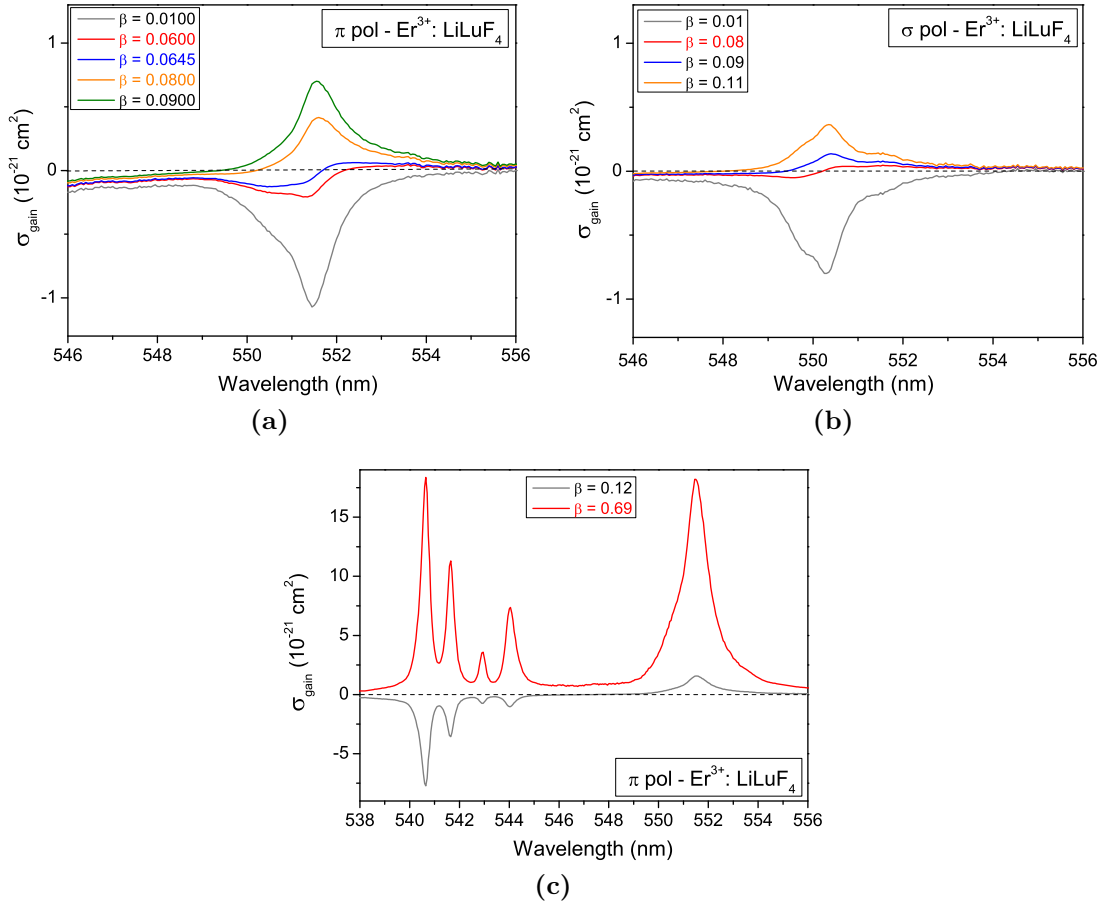 β = 0.0100
β = 0.0600
β = 0.0645
β = 0.0800
β = 0.0900
π pol - Er³⁺: LiLuF₄
1
0
-1
σ_gain (10⁻²¹ cm²)
546 548 550 552 554 556
Wavelength (nm)
(a)
β = 0.01
β = 0.08
β = 0.09
β = 0.11
σ pol - Er³⁺: LiLuF₄
1
0
-1
σ_gain (10⁻²¹ cm²)
546 548 550 552 554 556
Wavelength (nm)
(b)
β = 0.12
β = 0.69
15
10
5
0
-5
σ_gain (10⁻²¹ cm²)
π pol - Er³⁺: LiLuF₄
538 540 542 544 546 548 550 552 554 556
Wavelength (nm)
(c)